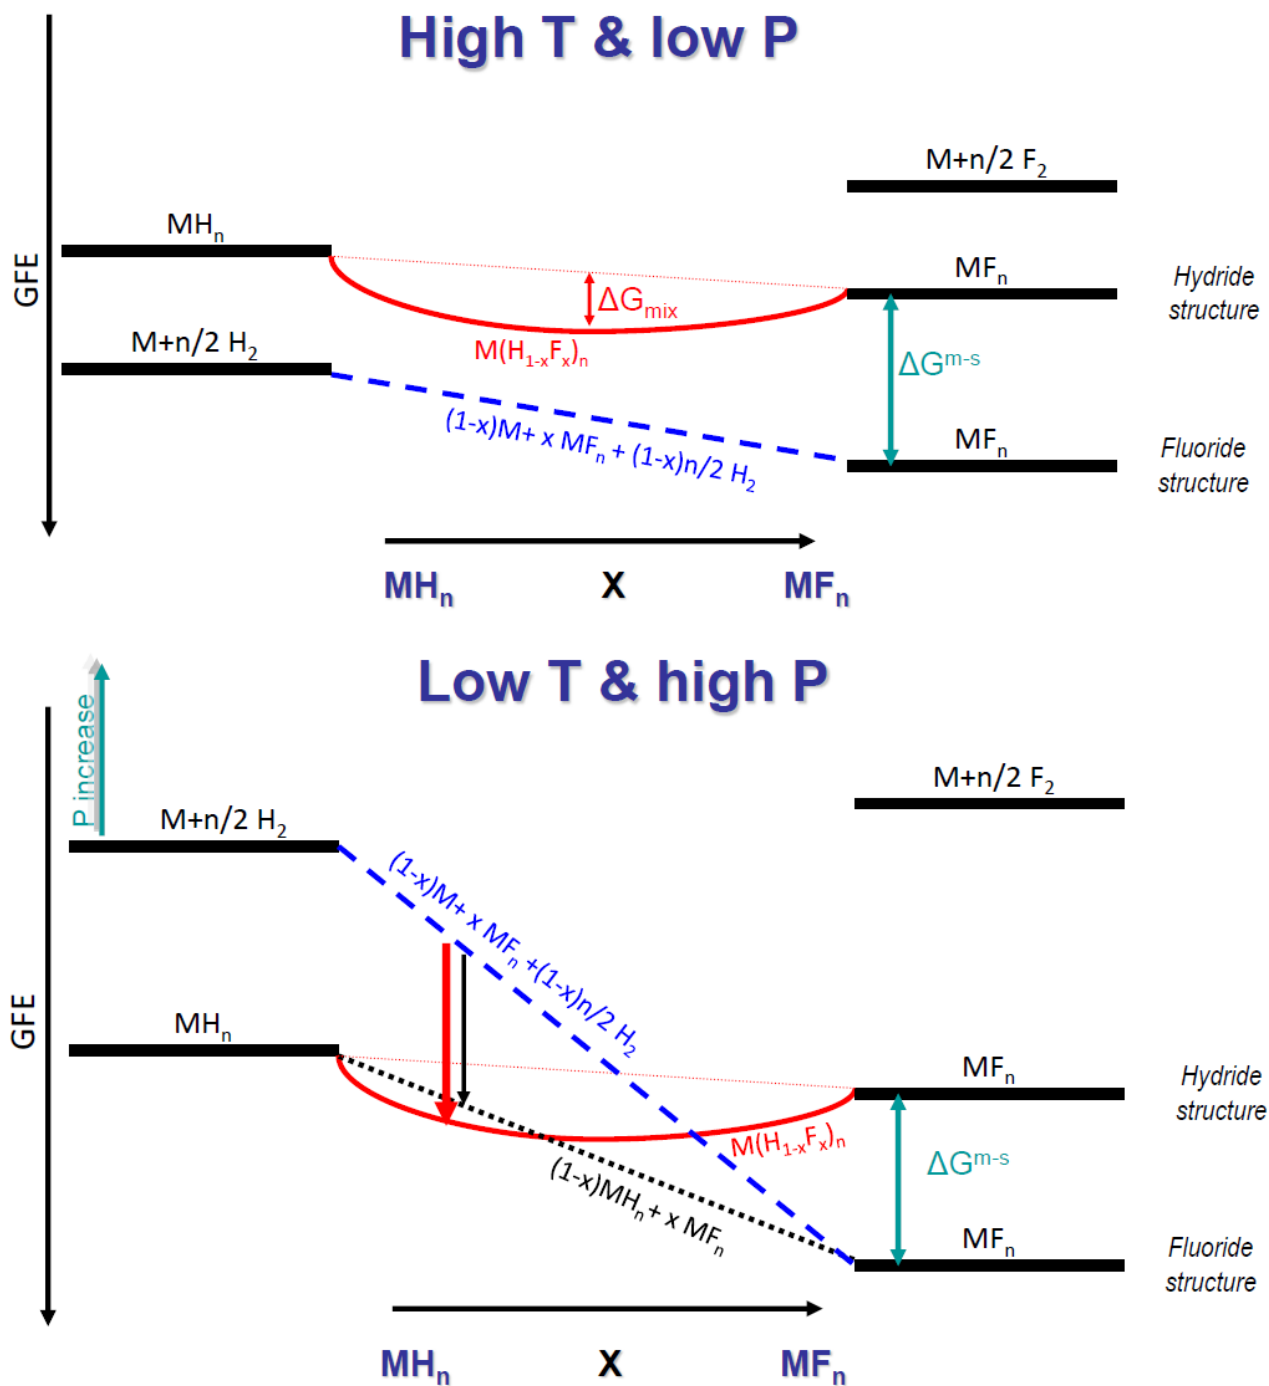 High T & low P
M+n/2 F₂
MHₙ
MFₙ
Hydride
structure
GFE
ΔGₘᵢₓ
M+n/2 H₂
M(H₁₋ₓFₓ)ₙ
ΔGᵐ⁻ˢ
(1-x)M+ x MFₙ + (1-x)n/2 H₂
MFₙ
Fluoride
structure
MHₙ X MFₙ
Low T & high P
P increase
M+n/2 F₂
M+n/2 H₂
(1-x)M+ x MFₙ +(1-x)n/2 H₂
GFE
MHₙ
MFₙ
Hydride
structure
M(H₁₋ₓFₓ)ₙ
ΔGᵐ⁻ˢ
(1-x)MHₙ+ x MFₙ
MFₙ
Fluoride
structure
MHₙ X MFₙ